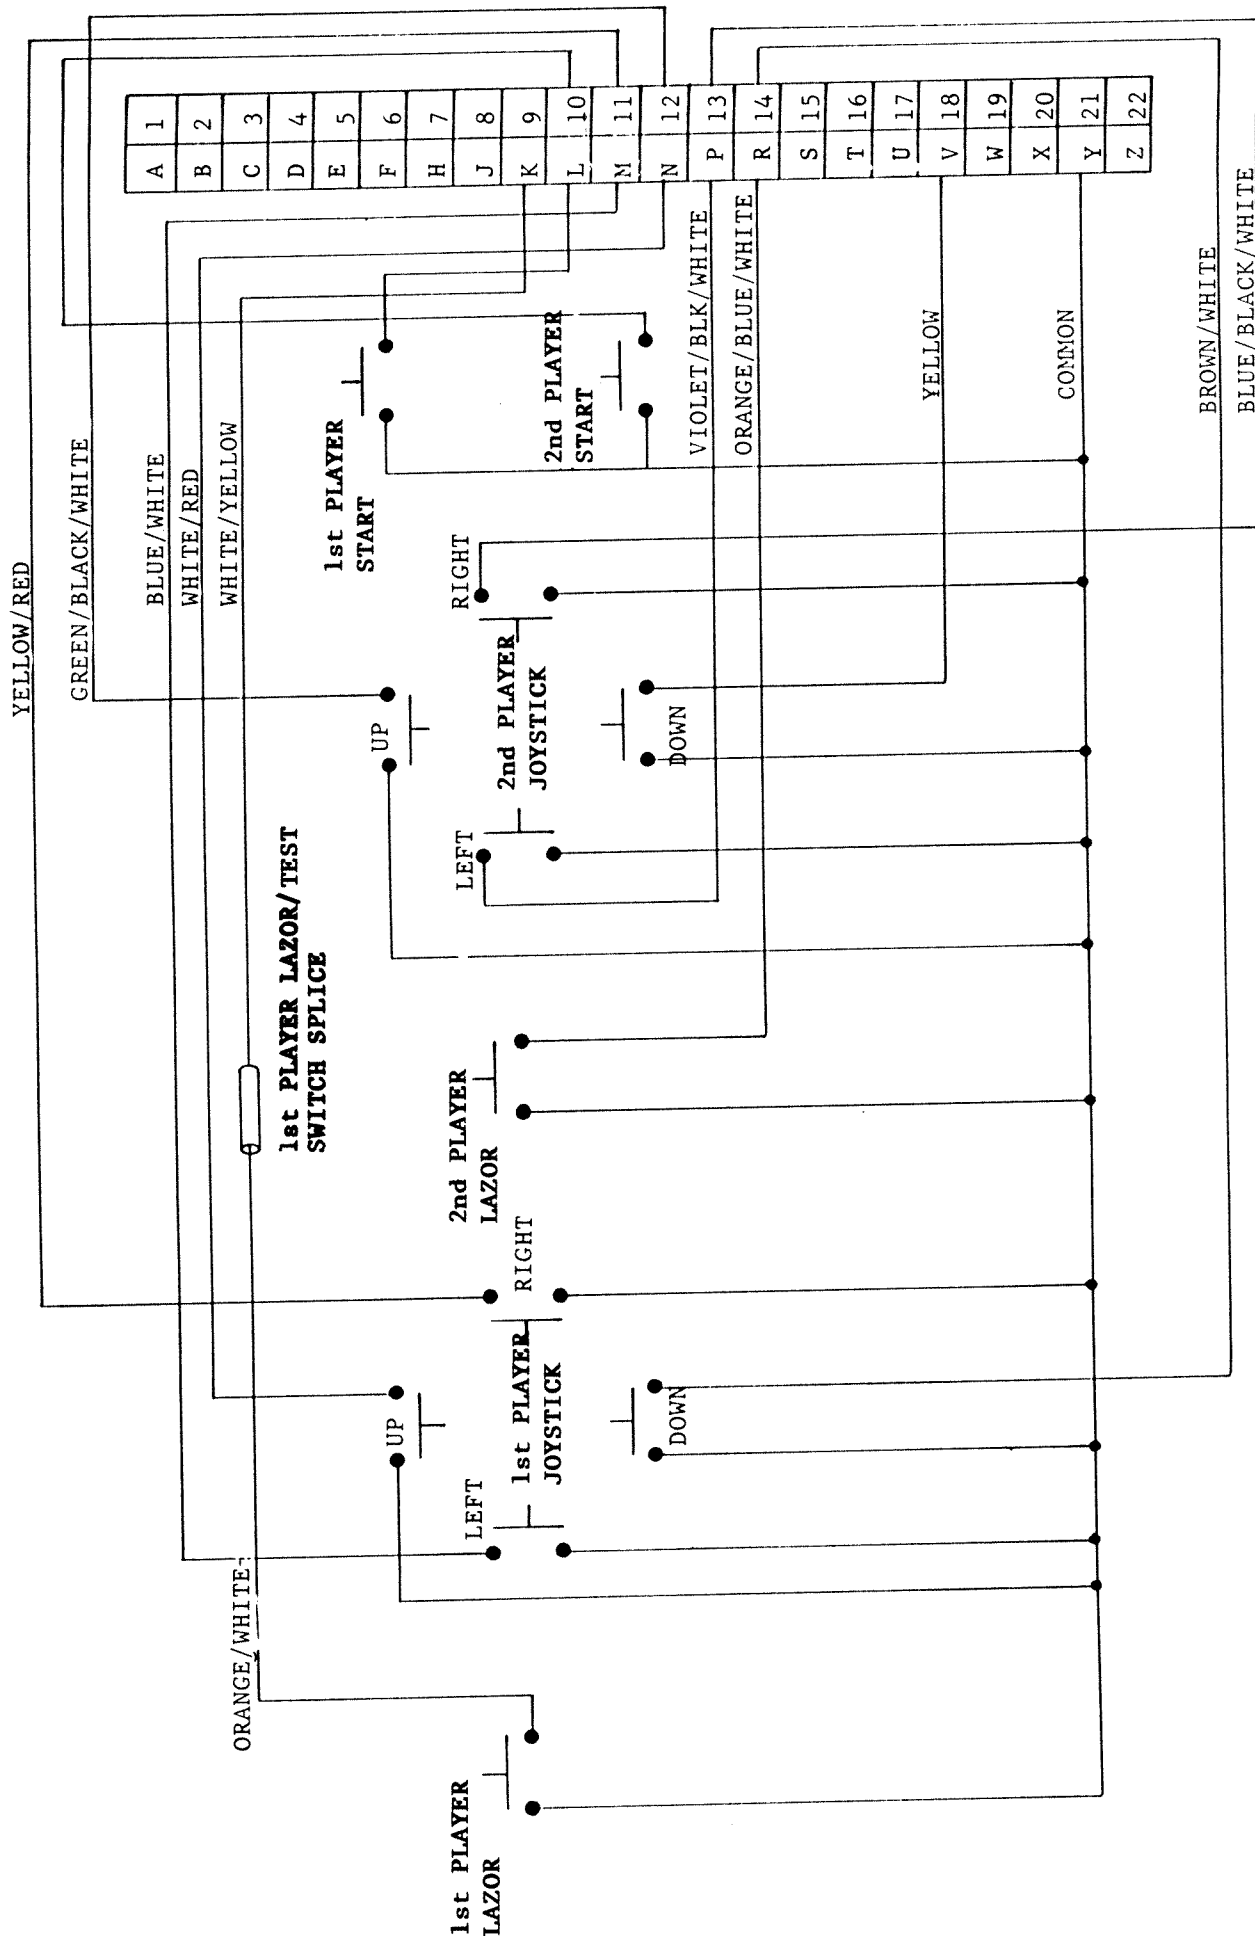 YELLOW/RED
GREEN/BLACK/WHITE
BLUE/WHITE
WHITE/RED
WHITE/YELLOW
ORANGE/WHITE
1st PLAYER LAZOR/TEST
SWITCH SPLICE
1st PLAYER
START
2nd PLAYER
START
1st PLAYER
LAZOR
UP
LEFT
1st PLAYER
JOYSTICK
RIGHT
DOWN
2nd PLAYER
LAZOR
UP
LEFT
2nd PLAYER
JOYSTICK
RIGHT
DOWN
VIOLET/BLK/WHITE
ORANGE/BLUE/WHITE
YELLOW
COMMON
BROWN/WHITE
BLUE/BLACK/WHITE
A 1
B 2
C 3
D 4
E 5
F 6
H 7
J 8
K 9
L 10
M 11
N 12
P 13
R 14
S 15
T 16
U 17
V 18
W 19
X 20
Y 21
Z 22